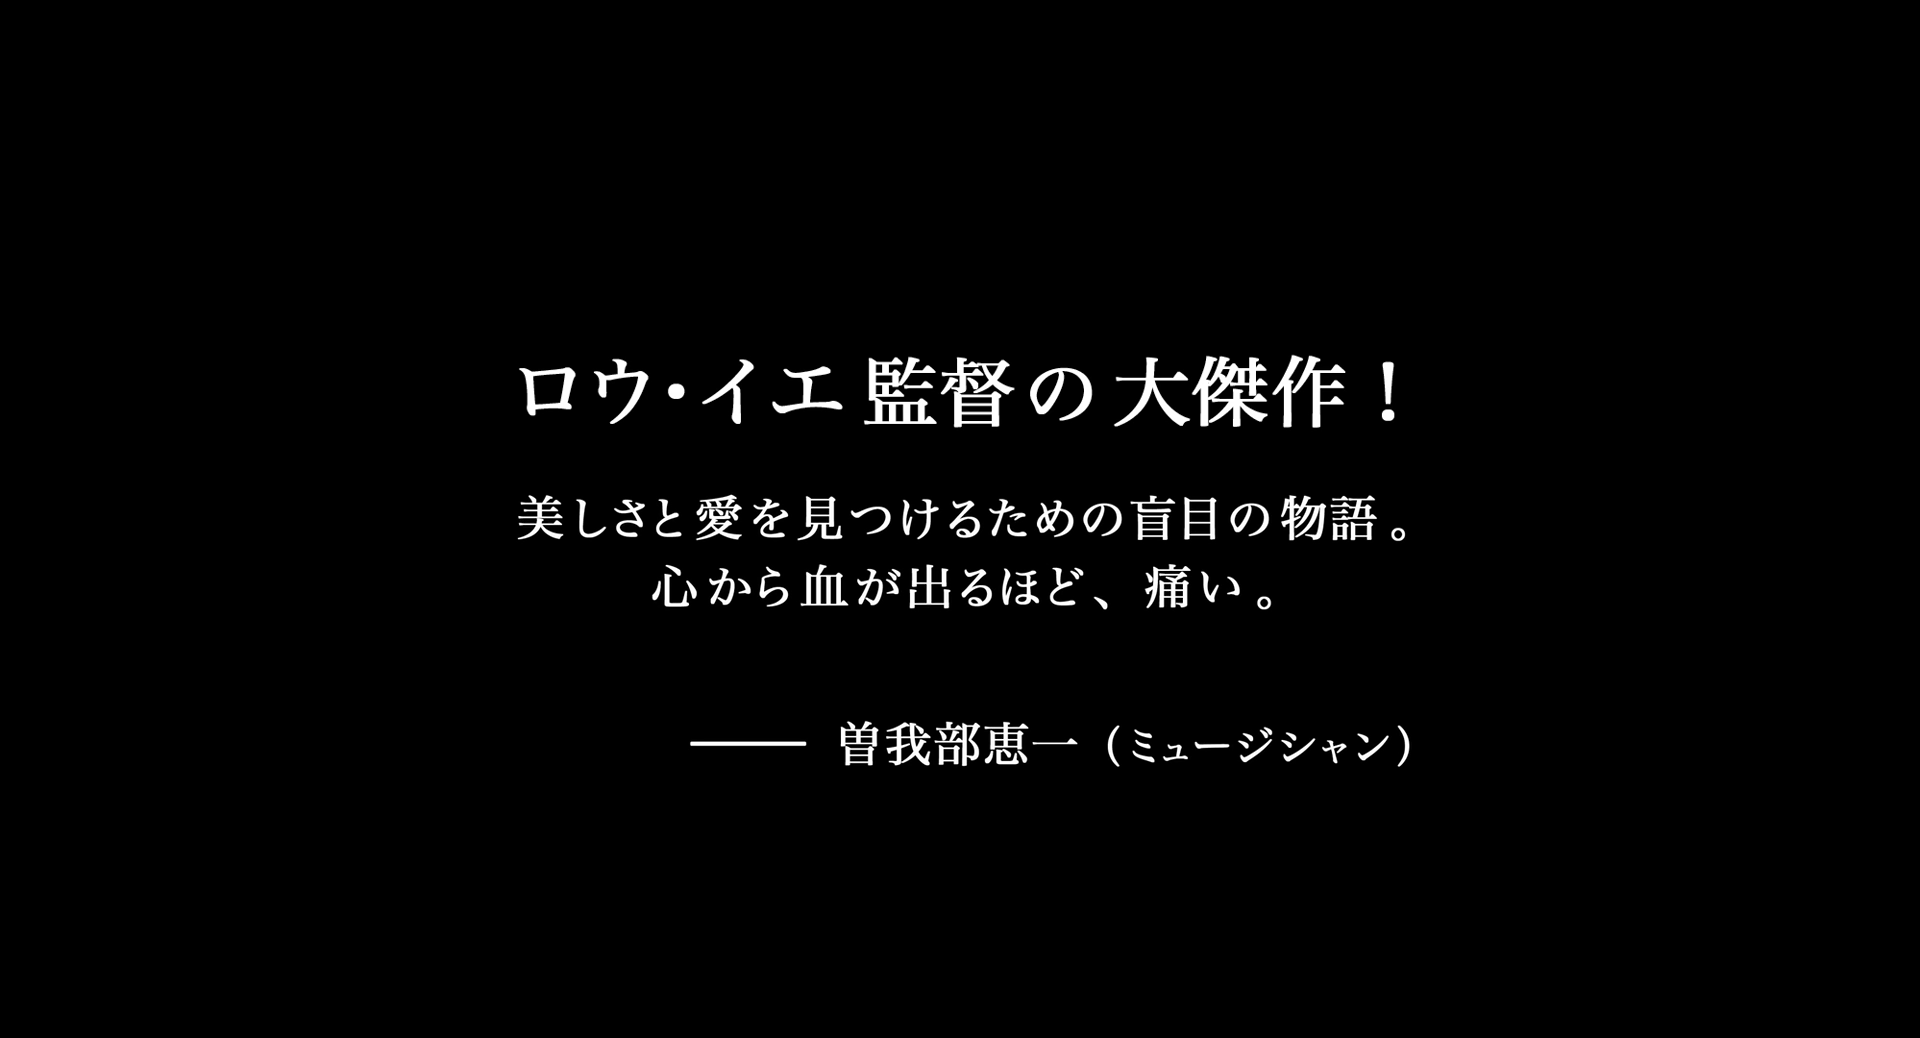 ロウ・イエ監督の大傑作！
美しさと愛を見つけるための盲目の物語。
心から血が出るほど、痛い。
── 曽我部恵一（ミュージシャン）